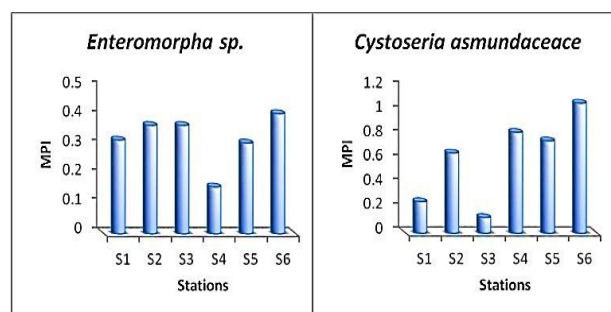 Enteromorpha sp.
0.5
0.4
0.3
0.2
0.1
0
MPI
S1 S2 S3 S4 S5 S6
Stations
Cystoseria asmundaceace
1.2
1
0.8
0.6
0.4
0.2
0
MPI
S1 S2 S3 S4 S5 S6
Stations